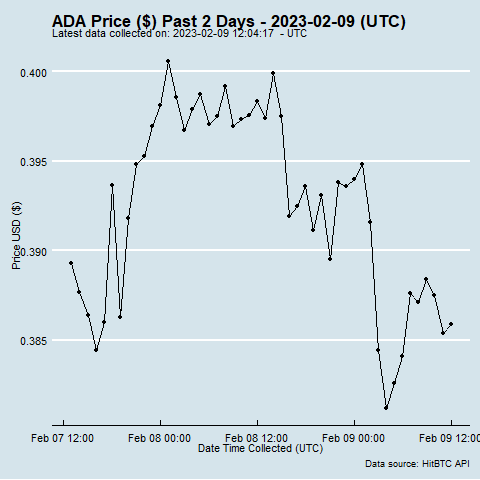 ADA Price ($) Past 2 Days - 2023-02-09 (UTC)
Latest data collected on: 2023-02-09 12:04:17 - UTC
0.400
0.395
0.390
0.385
Price USD ($)
Feb 07 12:00 Feb 08 00:00 Feb 08 12:00 Feb 09 00:00 Feb 09 12:00
Date Time Collected (UTC)
Data source: HitBTC API